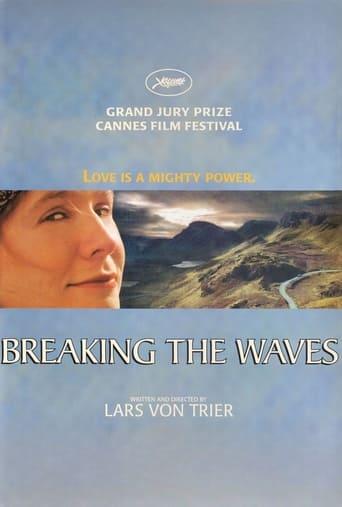 GRAND JURY PRIZE
CANNES FILM FESTIVAL
LOVE IS A MIGHTY POWER.
BREAKING THE WAVES
WRITTEN AND DIRECTED BY
LARS VON TRIER